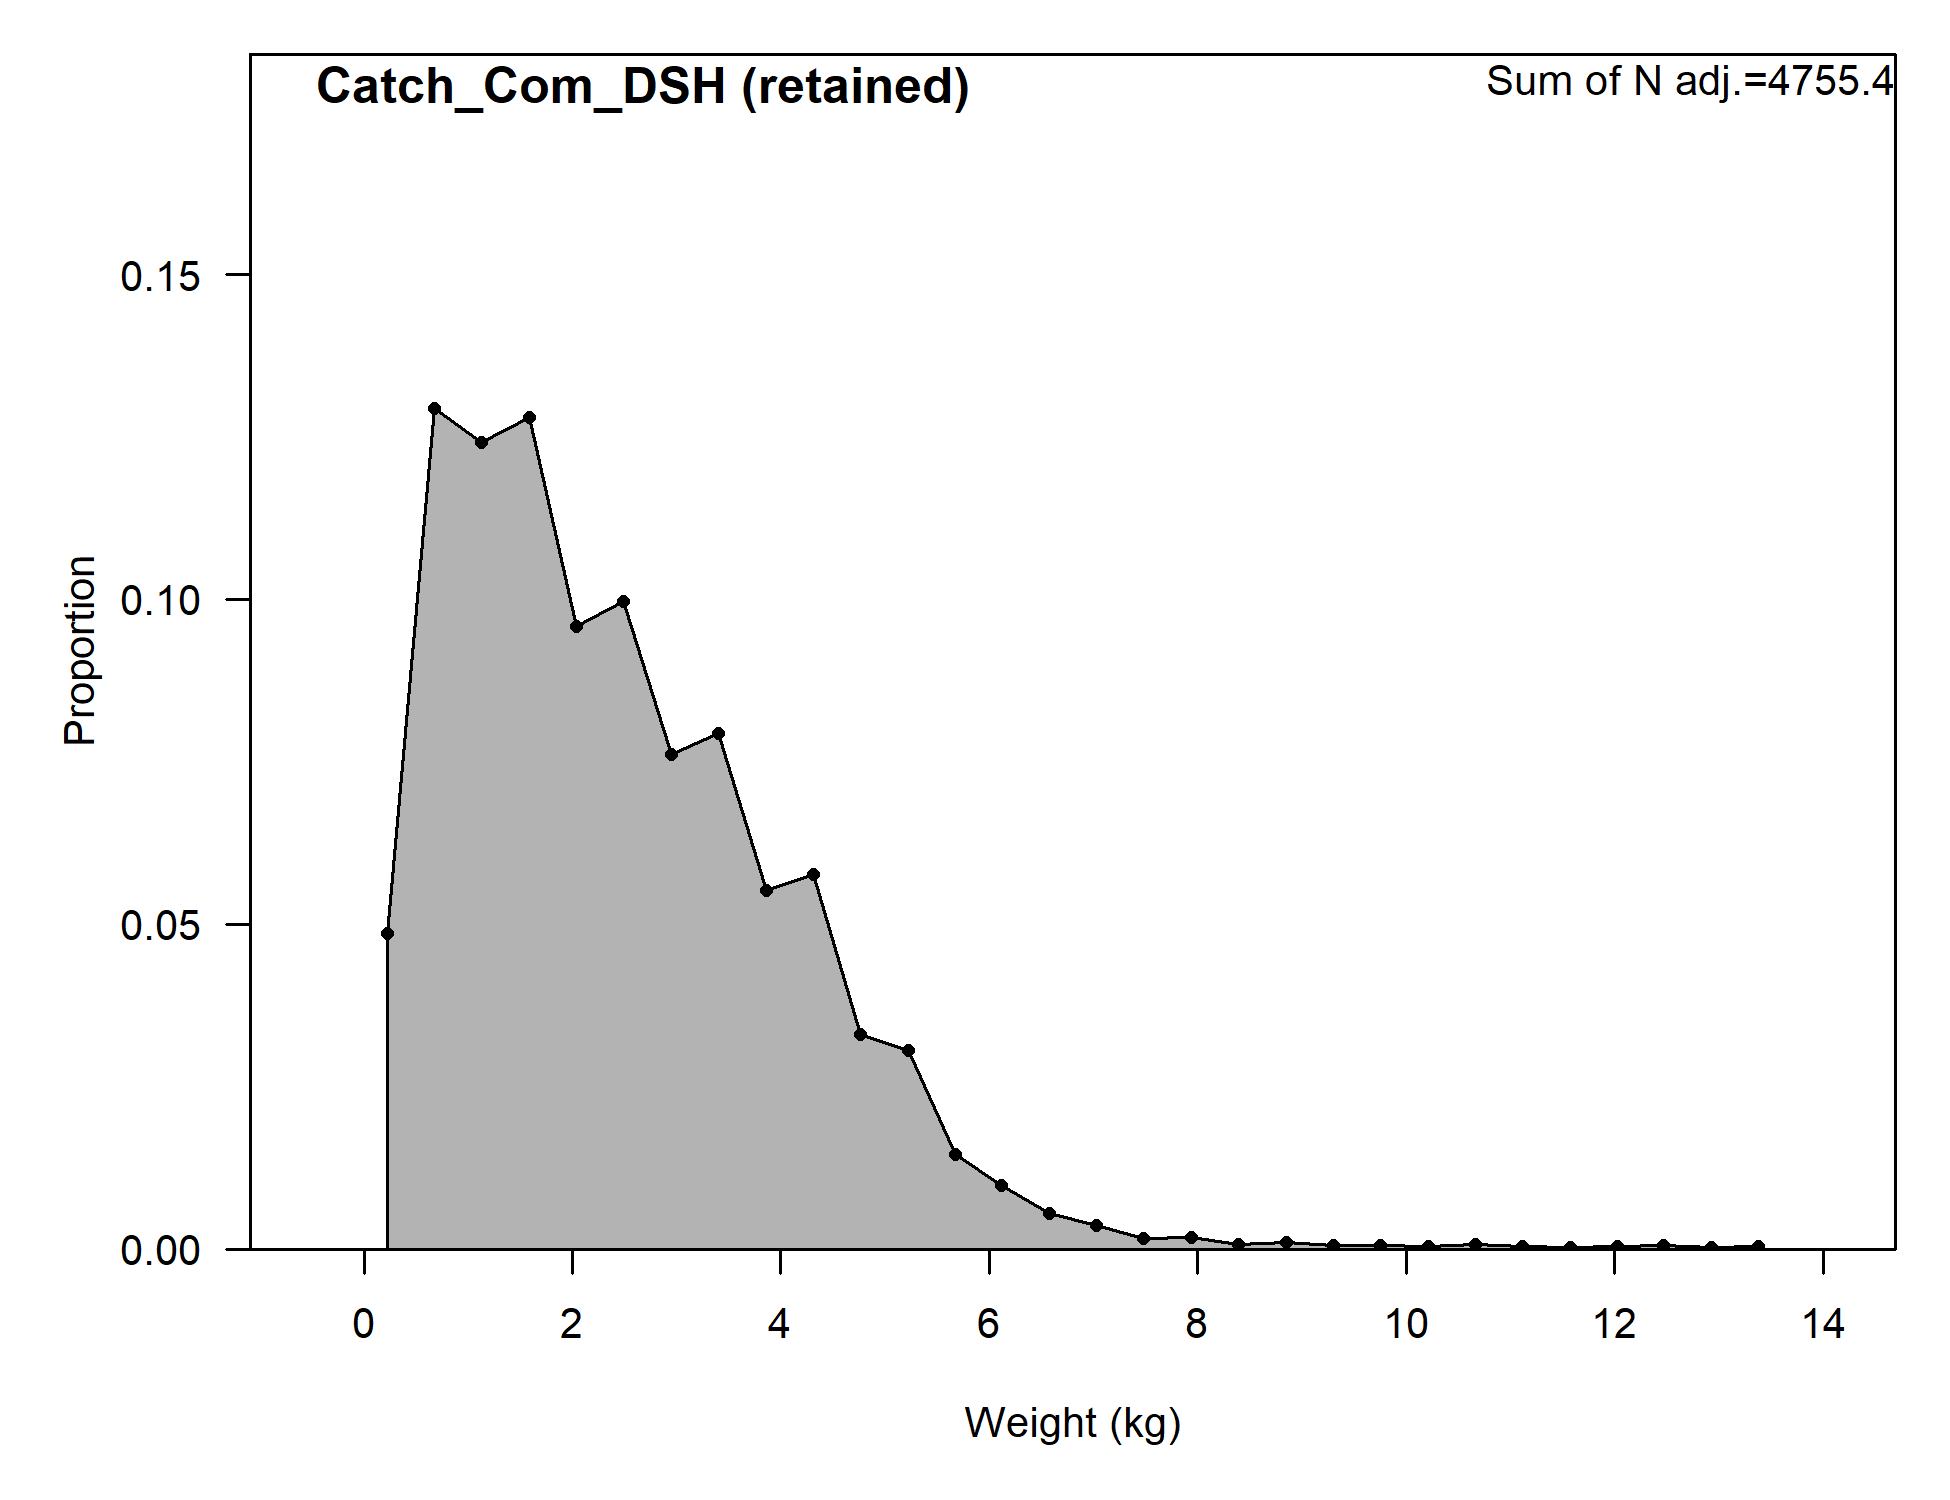 Catch_Com_DSH (retained)
Sum of N adj.=4755.4
0.15
0.10
0.05
0.00
Proportion
0 2 4 6 8 10 12 14
Weight (kg)